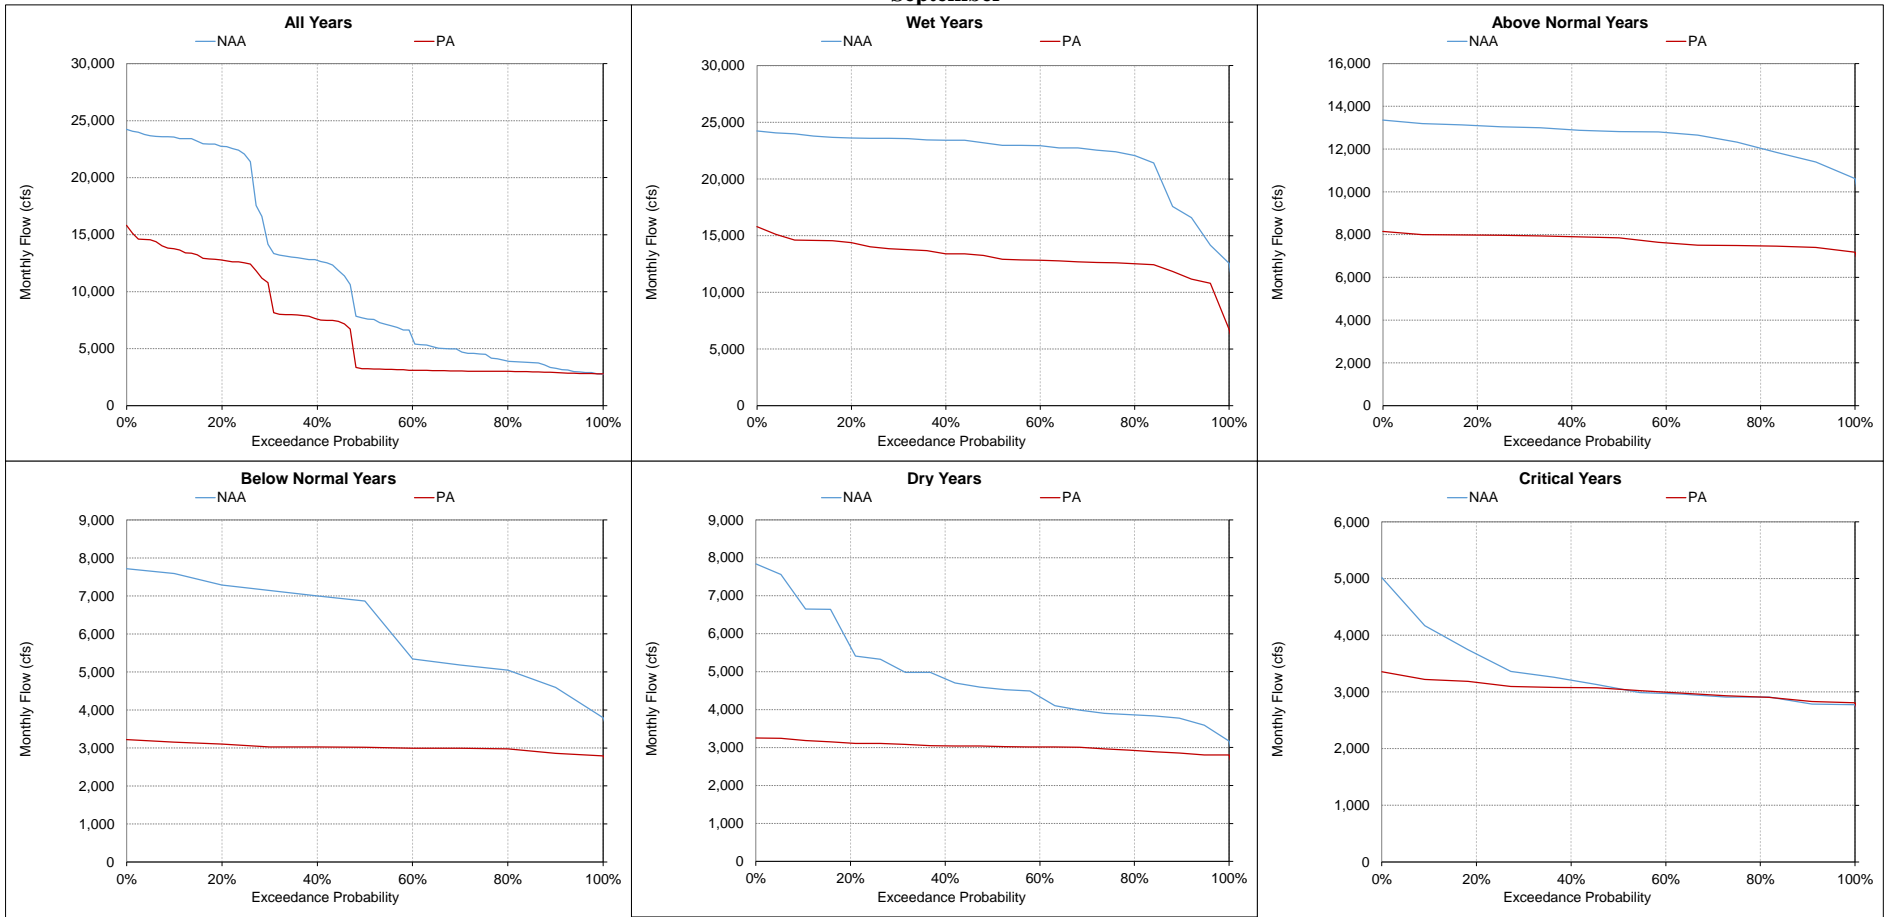 September
All Years
NAA PA
30,000
25,000
20,000
15,000
10,000
5,000
0
Monthly Flow (cfs)
0% 20% 40% 60% 80% 100%
Exceedance Probability
Wet Years
NAA PA
30,000
25,000
20,000
15,000
10,000
5,000
0
Monthly Flow (cfs)
0% 20% 40% 60% 80% 100%
Exceedance Probability
Above Normal Years
NAA PA
16,000
14,000
12,000
10,000
8,000
6,000
4,000
2,000
0
Monthly Flow (cfs)
0% 20% 40% 60% 80% 100%
Exceedance Probability
Below Normal Years
NAA PA
9,000
8,000
7,000
6,000
5,000
4,000
3,000
2,000
1,000
0
Monthly Flow (cfs)
0% 20% 40% 60% 80% 100%
Exceedance Probability
Dry Years
NAA PA
9,000
8,000
7,000
6,000
5,000
4,000
3,000
2,000
1,000
0
Monthly Flow (cfs)
0% 20% 40% 60% 80% 100%
Exceedance Probability
Critical Years
NAA PA
6,000
5,000
4,000
3,000
2,000
1,000
0
Monthly Flow (cfs)
0% 20% 40% 60% 80% 100%
Exceedance Probability